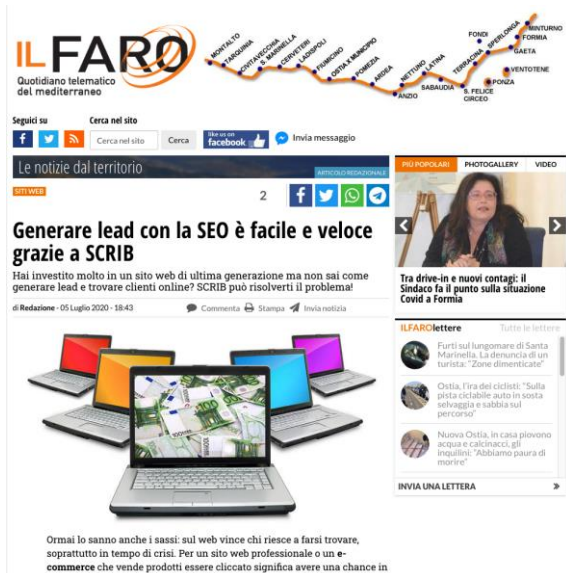 IL FARO
Quotidiano telematico
del mediterraneo
MONTALTO
TARQUINIA
CIVITAVECCHIA
S. MARINELLA
CERVETERI
LADISPOLI
FIUMICINO
OSTIA X MUNICIPIO
POMEZIA
ARDEA
ANZIO
NETTUNO
LATINA
SABAUDIA
S. FELICE
CIRCEO
TERRACINA
FONDI
SPERLONGA
MINTURNO
FORMIA
GAETA
VENTOTENE
PONZA
Seguici su
Cerca nel sito
Cerca nel sito
Cerca
like us on
facebook
Invia messaggio
Le notizie dal territorio
ARTICOLO REDAZIONALE
SITI WEB
2
Generare lead con la SEO è facile e veloce
grazie a SCRIB
Hai investito molto in un sito web di ultima generazione ma non sai come
generare lead e trovare clienti online? SCRIB può risolverti il problema!
di Redazione - 05 Luglio 2020 - 18:43
Commenta
Stampa
Invia notizia
Ormai lo sanno anche i sassi: sul web vince chi riesce a farsi trovare,
soprattutto in tempo di crisi. Per un sito web professionale o un e-
commerce che vende prodotti essere cliccato significa avere una chance in
PIÙ POPOLARI
PHOTOGALLERY
VIDEO
Tra drive-in e nuovi contagi: il
Sindaco fa il punto sulla situazione
Covid a Formia
ILFAROlettere
Tutte le lettere
Furti sul lungomare di Santa
Marinella. La denuncia di un
turista: "Zone dimenticate"
Ostia, l'ira dei ciclisti: "Sulla
pista ciclabile auto in sosta
selvaggia e sabbia sul
percorso"
Nuova Ostia, in casa piovono
acqua e calcinacci, gli
inquilini: "Abbiamo paura di
morire"
INVIA UNA LETTERA